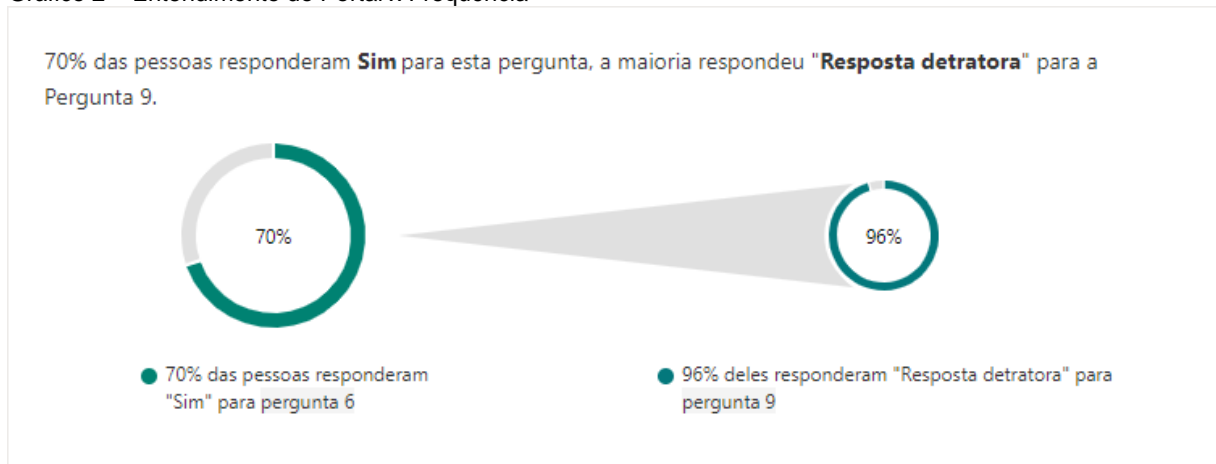 70% das pessoas responderam Sim para esta pergunta, a maioria respondeu "Resposta detratora" para a
Pergunta 9.
70%
96%
70% das pessoas responderam
"Sim" para pergunta 6
96% deles responderam "Resposta detratora" para
pergunta 9